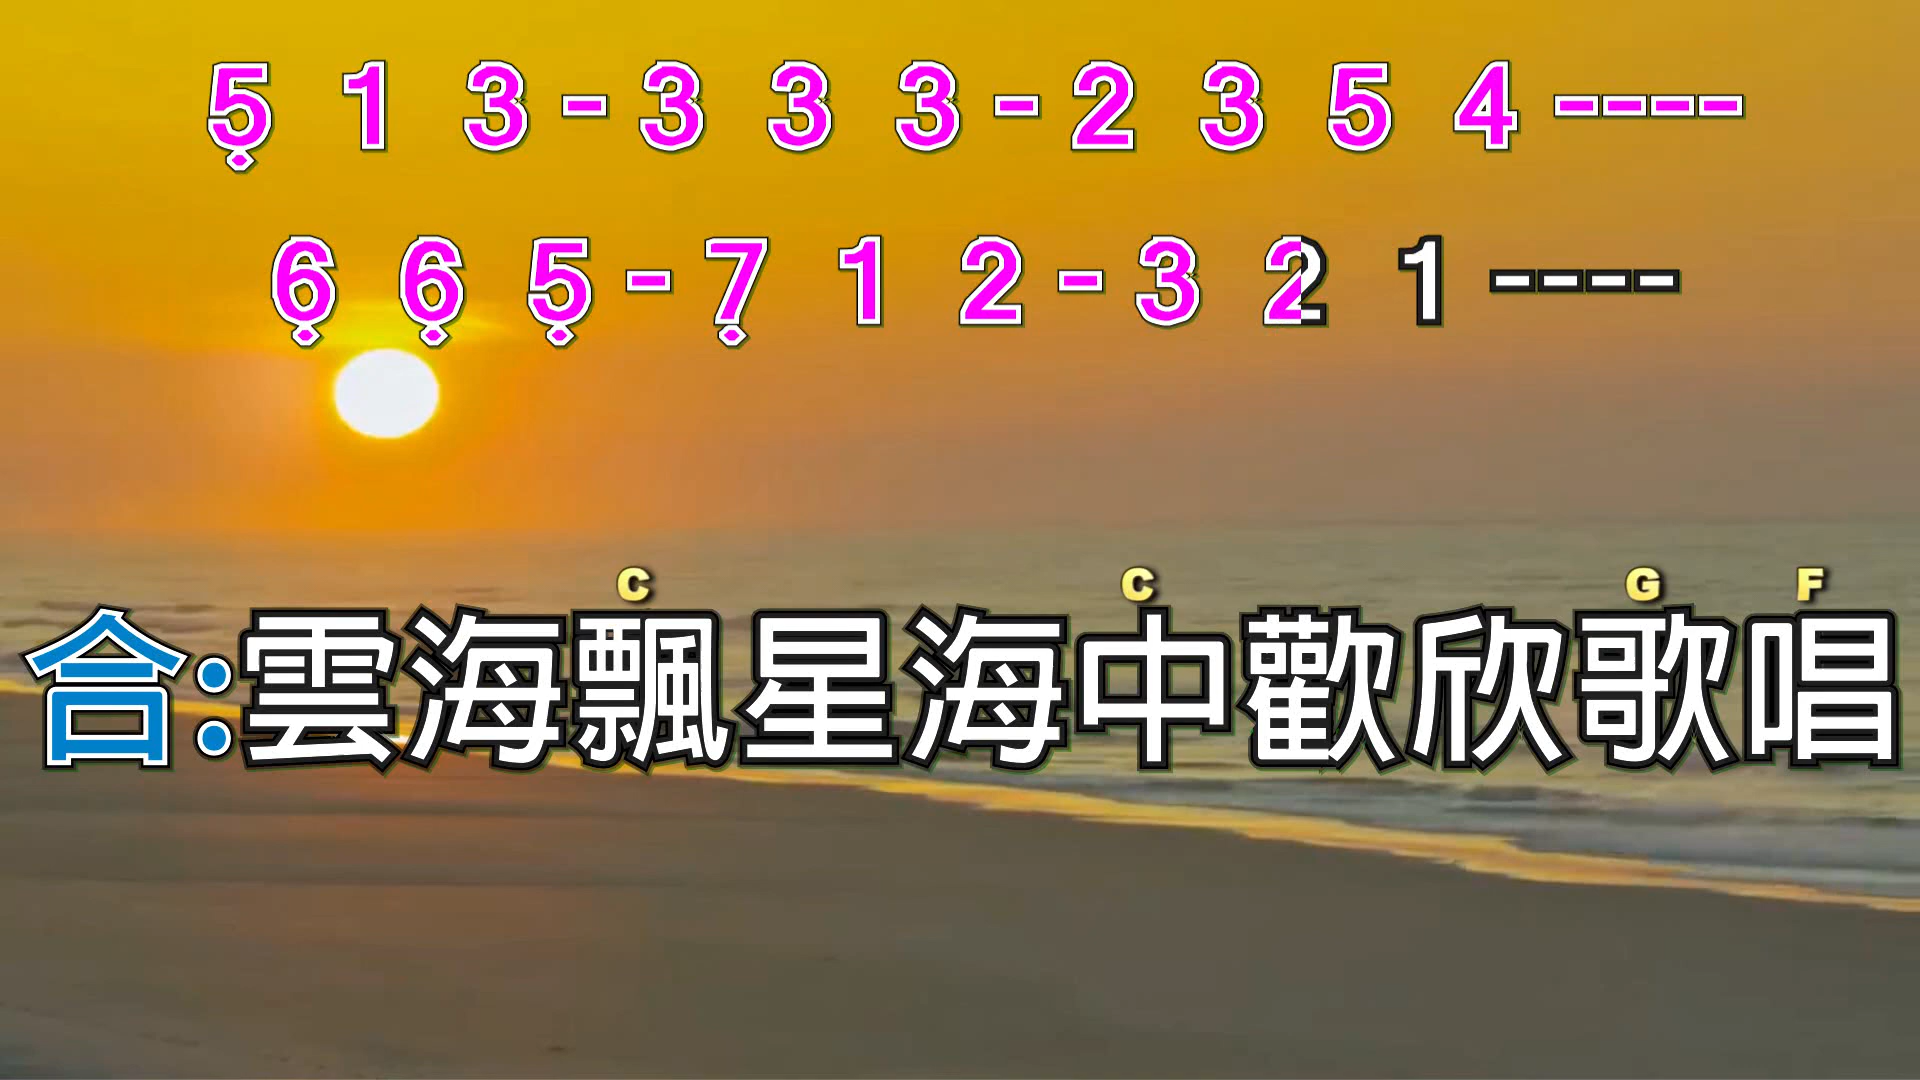 5̣ 1 3 - 3 3 3 - 2 3 5 4 ----
6̣ 6̣ 5̣ - 7̣ 1 2 - 3 2 1 ----
C C G F
合:雲海飄星海中歡欣歌唱